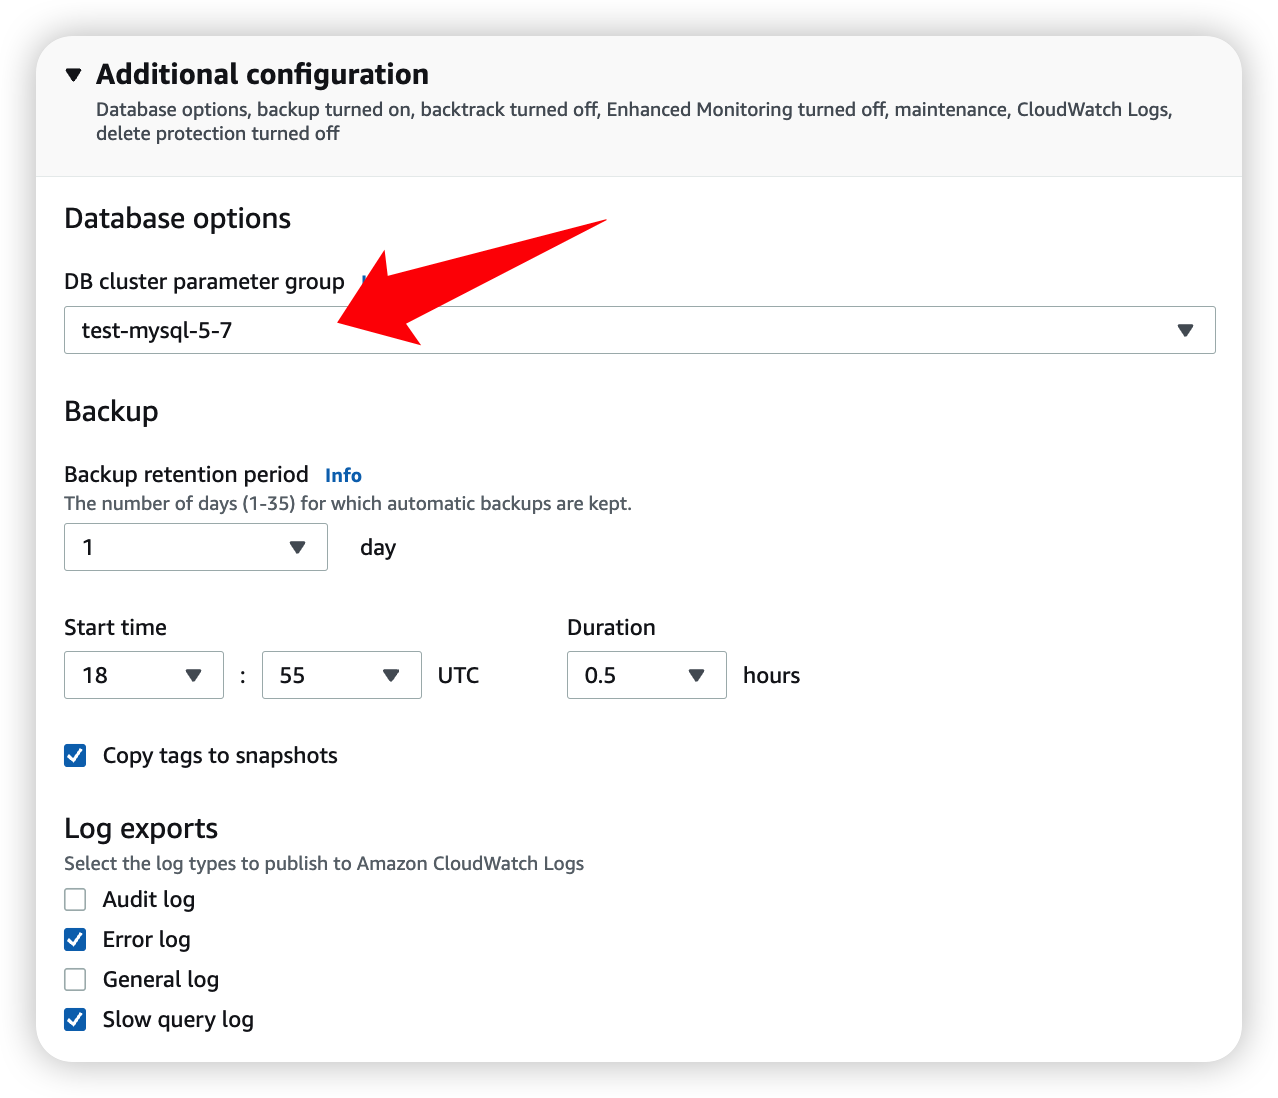 Additional configuration
Database options, backup turned on, backtrack turned off, Enhanced Monitoring turned off, maintenance, CloudWatch Logs,
delete protection turned off
Database options
DB cluster parameter group
test-mysql-5-7
Backup
Backup retention period Info
The number of days (1-35) for which automatic backups are kept.
1 day
Start time Duration
18 : 55 UTC 0.5 hours
Copy tags to snapshots
Log exports
Select the log types to publish to Amazon CloudWatch Logs
Audit log
Error log
General log
Slow query log